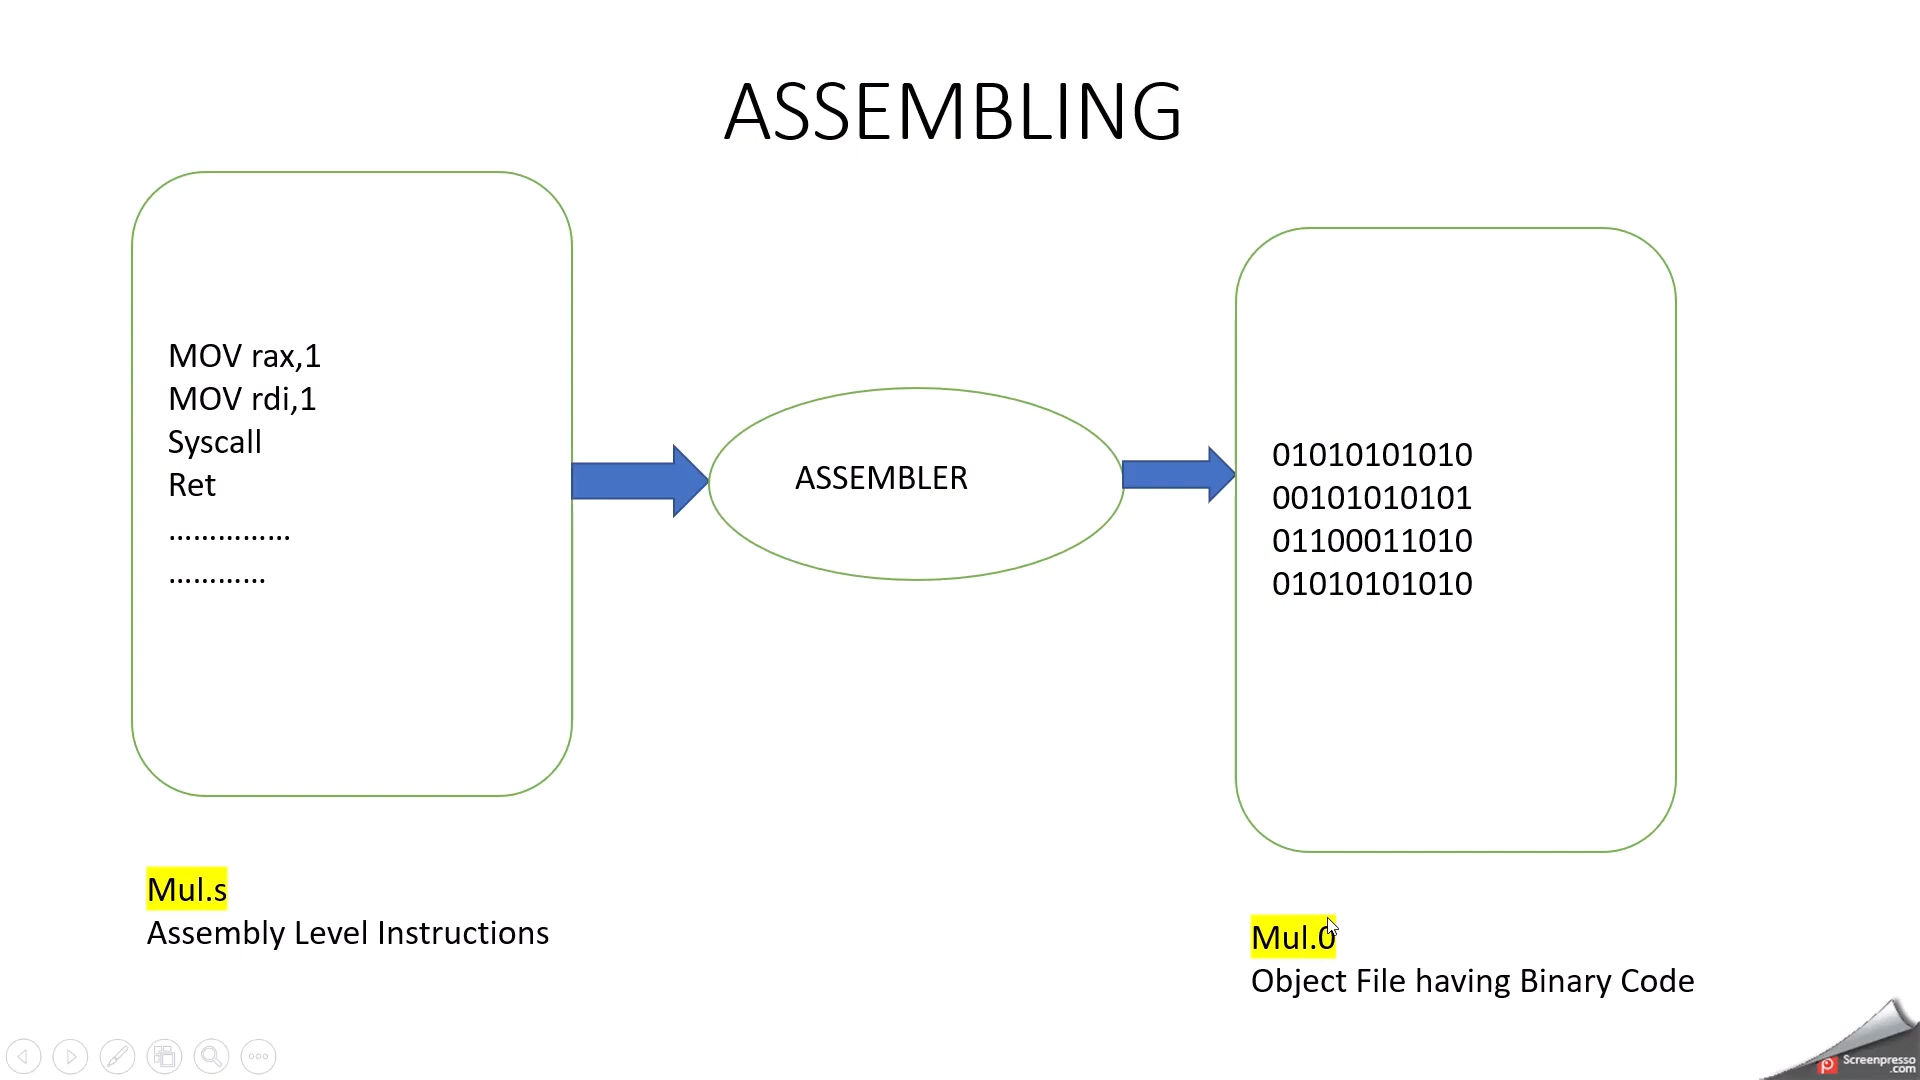 ASSEMBLING
MOV rax,1
MOV rdi,1
Syscall
Ret
……………
…………
ASSEMBLER
01010101010
00101010101
01100011010
01010101010
Mul.s
Assembly Level Instructions
Mul.0
Object File having Binary Code
Screenpresso
.com